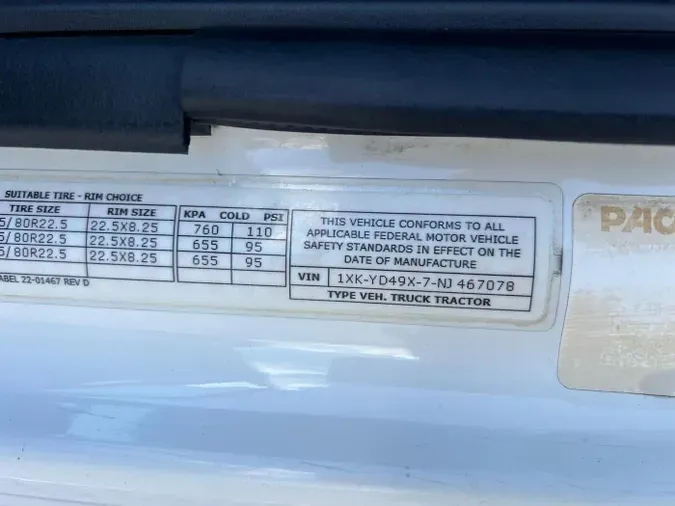 SUITABLE TIRE - RIM CHOICE
TIRE SIZE RIM SIZE KPA COLD PSI
5/80R22.5 22.5X8.25 760 110
5/80R22.5 22.5X8.25 655 95
5/80R22.5 22.5X8.25 655 95
ABEL 22-01467 REV D
THIS VEHICLE CONFORMS TO ALL
APPLICABLE FEDERAL MOTOR VEHICLE
SAFETY STANDARDS IN EFFECT ON THE
DATE OF MANUFACTURE
VIN 1XK-YD49X-7-NJ 467078
TYPE VEH. TRUCK TRACTOR
PAC